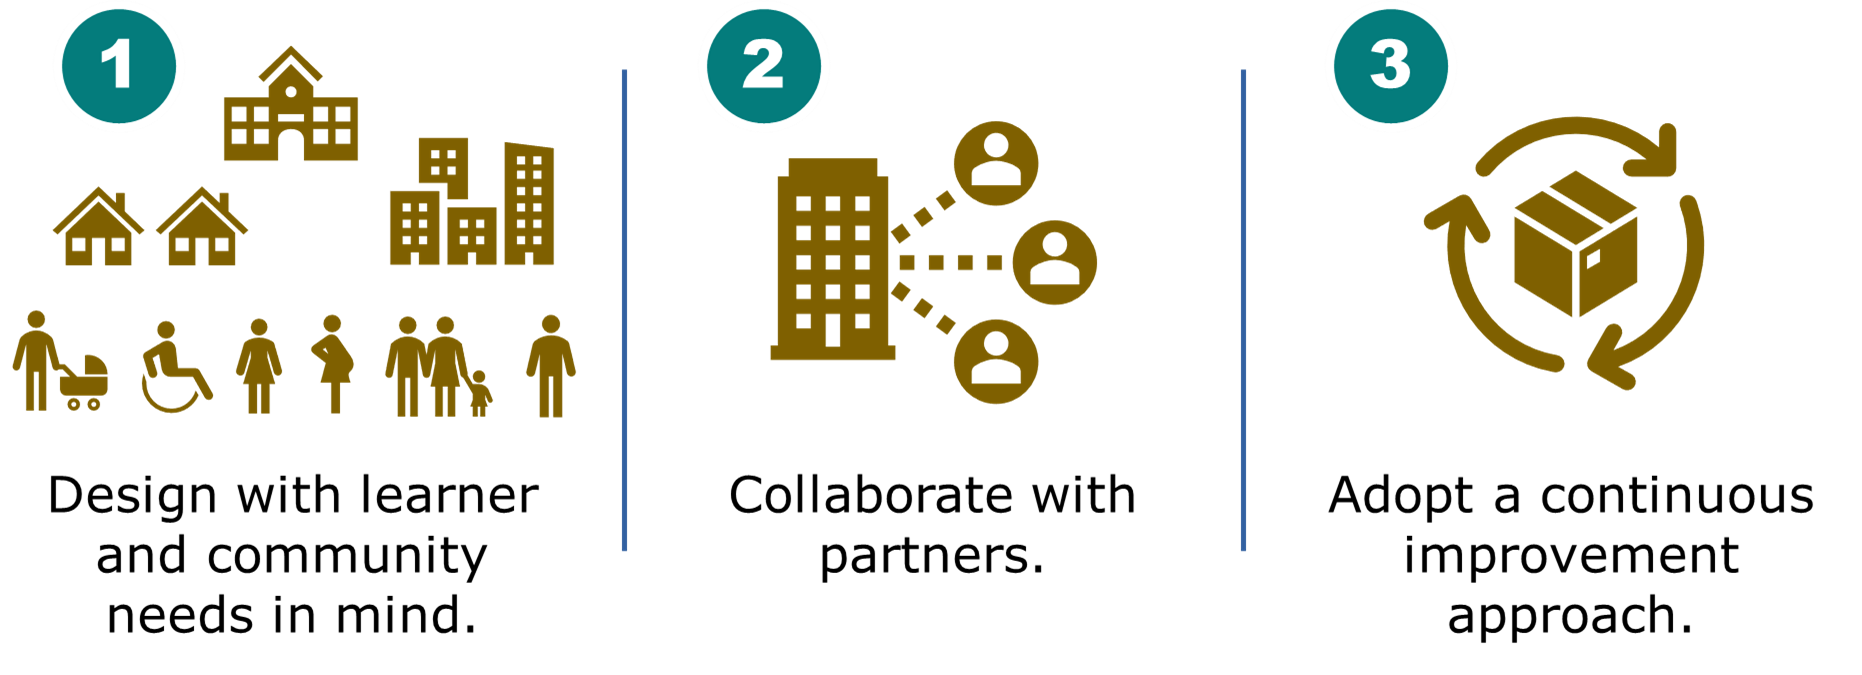 1
Design with learner
and community
needs in mind.
2
Collaborate with
partners.
3
Adopt a continuous
improvement
approach.